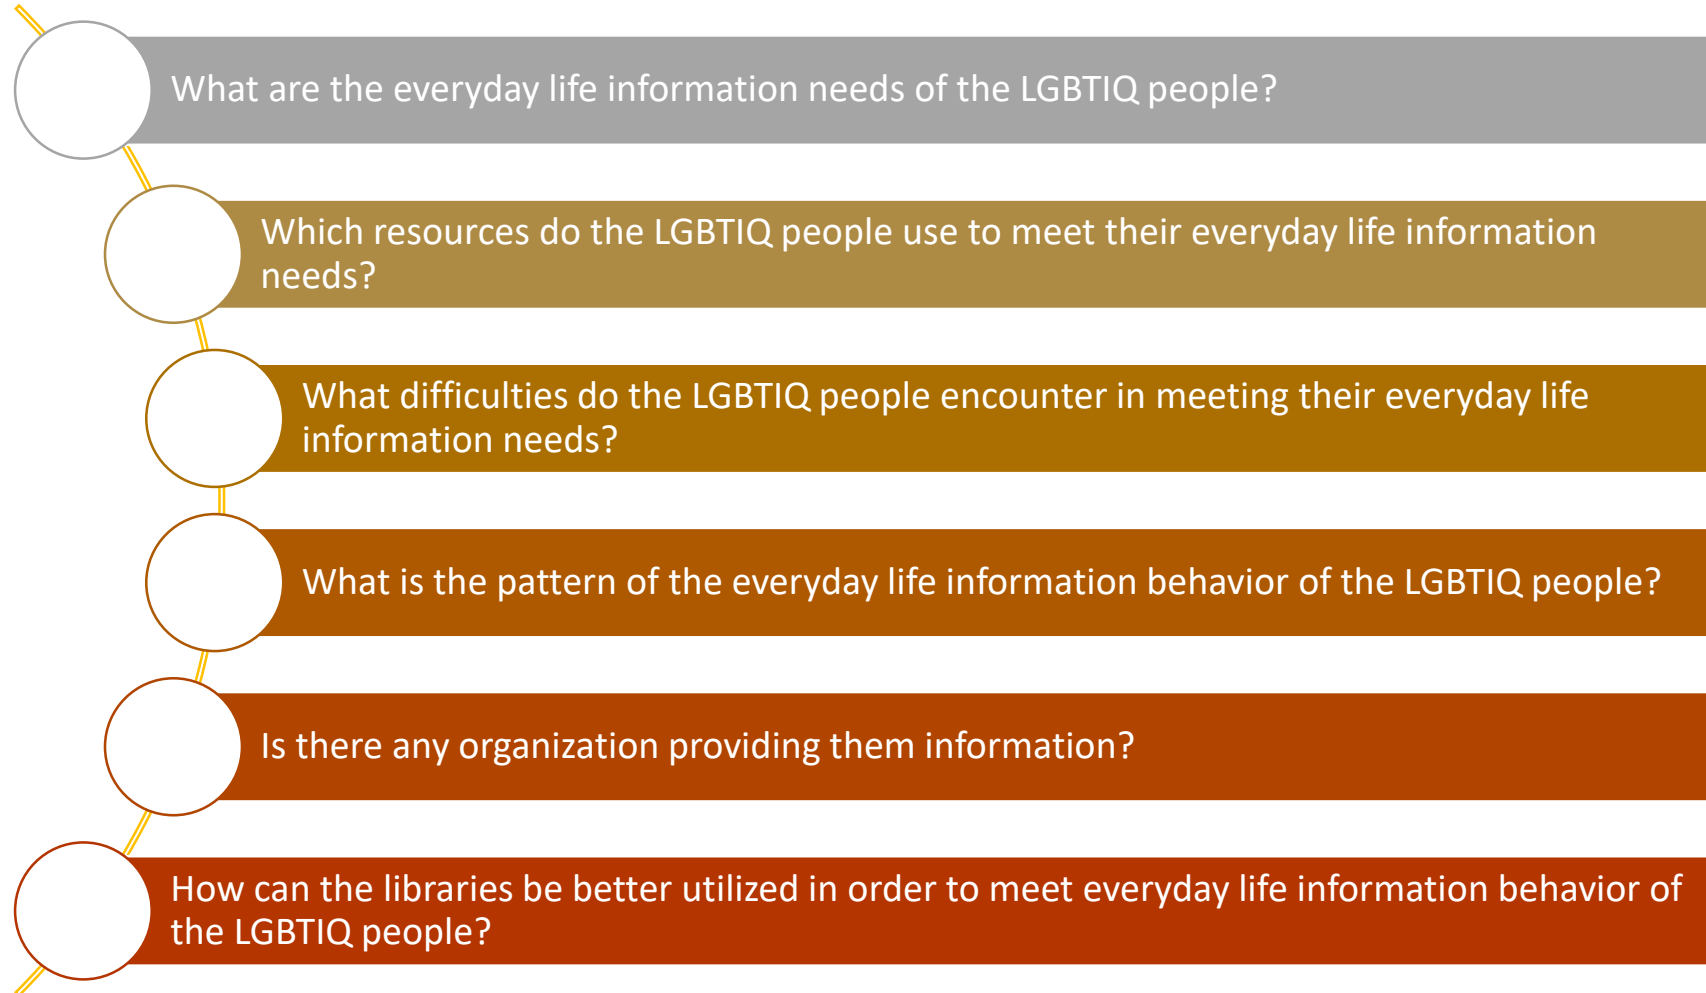 What are the everyday life information needs of the LGBTIQ people?
Which resources do the LGBTIQ people use to meet their everyday life information
needs?
What difficulties do the LGBTIQ people encounter in meeting their everyday life
information needs?
What is the pattern of the everyday life information behavior of the LGBTIQ people?
Is there any organization providing them information?
How can the libraries be better utilized in order to meet everyday life information behavior of
the LGBTIQ people?